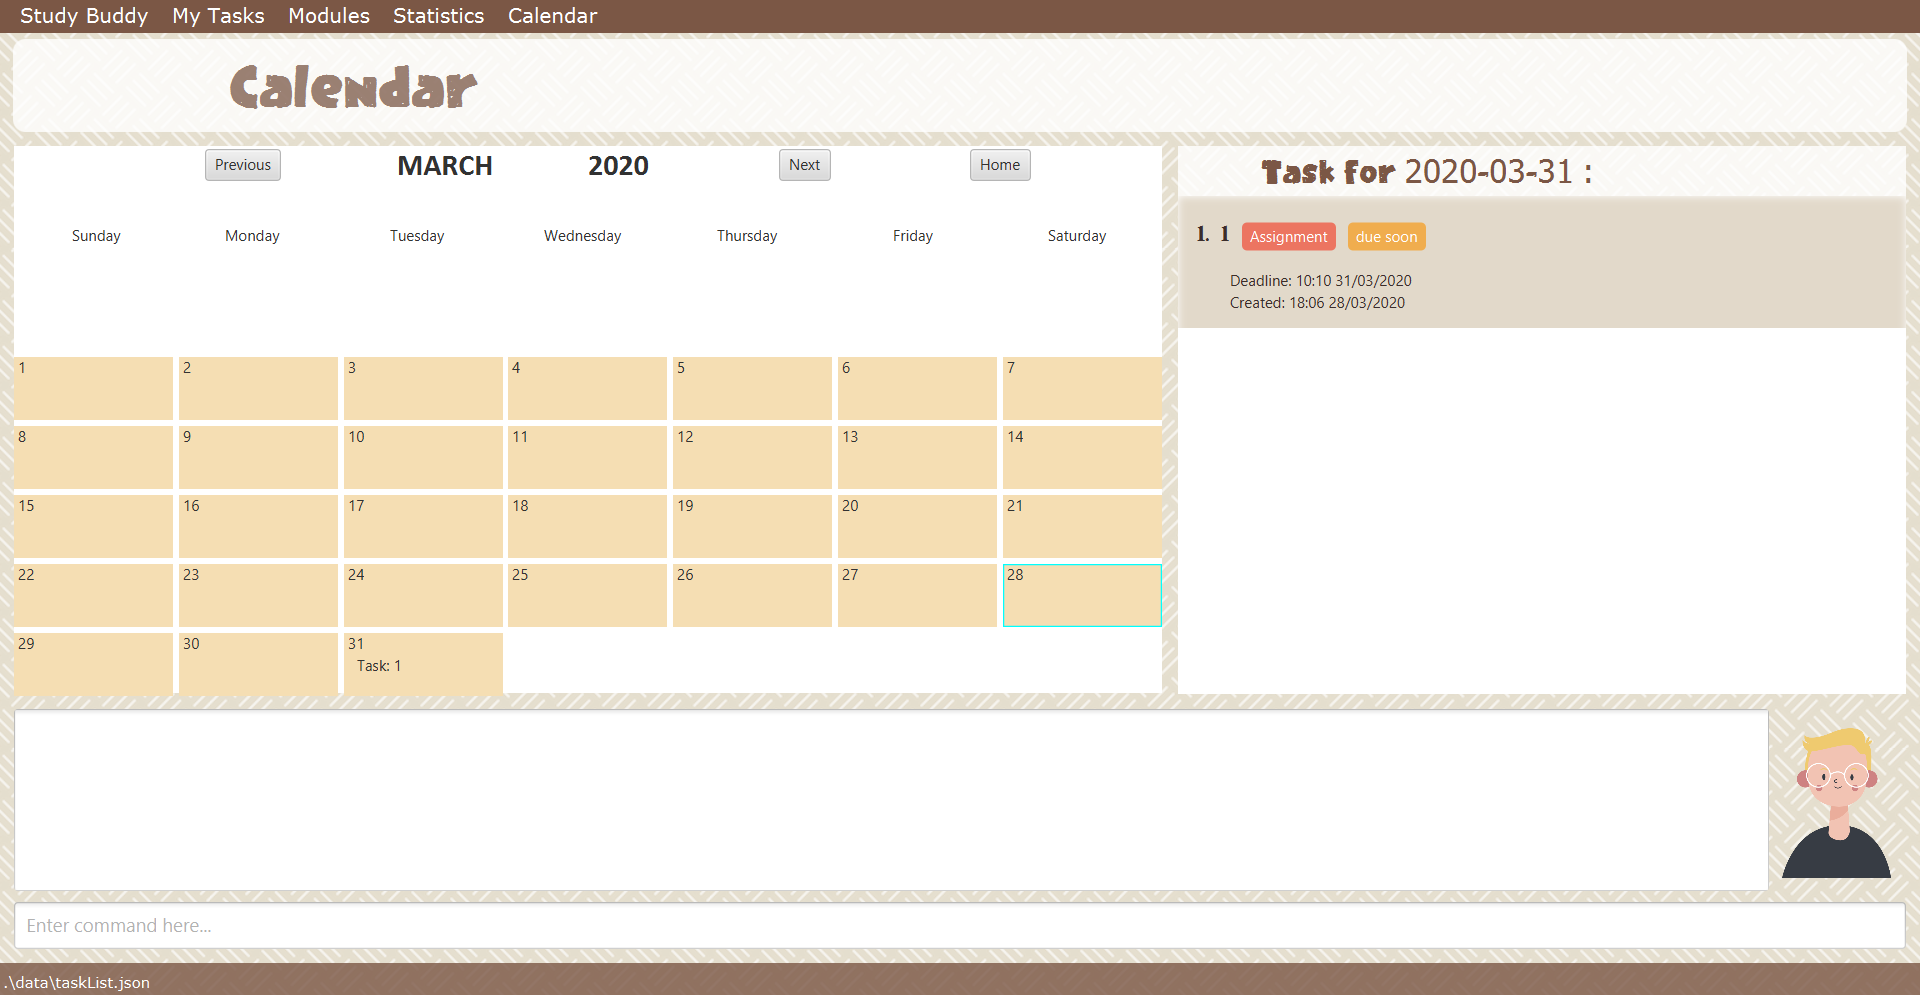 Study Buddy My Tasks Modules Statistics Calendar
Calendar
Previous MARCH 2020 Next Home
Sunday Monday Tuesday Wednesday Thursday Friday Saturday
1 2 3 4 5 6 7
8 9 10 11 12 13 14
15 16 17 18 19 20 21
22 23 24 25 26 27 28
29 30 31
Task: 1
Task for 2020-03-31 :
1. 1 Assignment due soon
Deadline: 10:10 31/03/2020
Created: 18:06 28/03/2020
Enter command here...
.\data\taskList.json